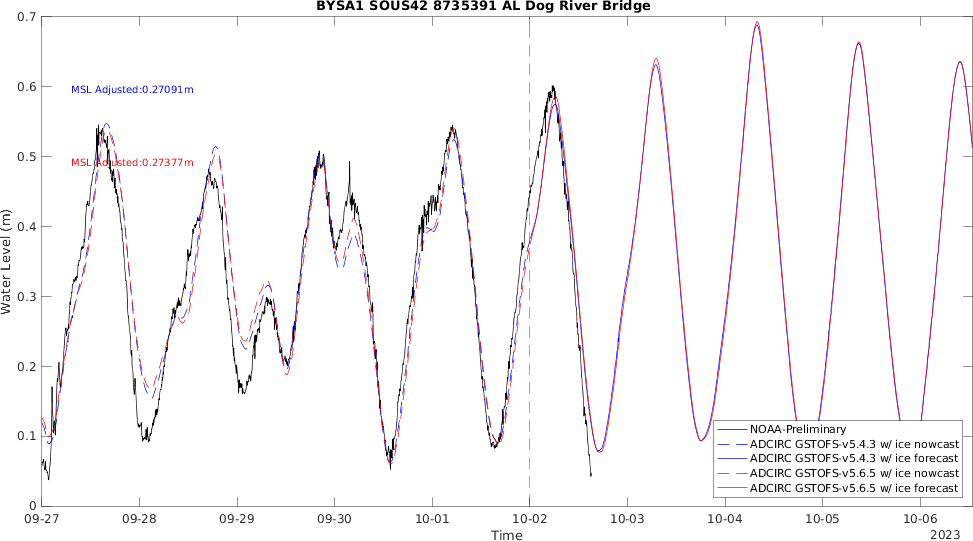 BYSA1 SOUS42 8735391 AL Dog River Bridge
0.7
0.6
0.5
0.4
0.3
0.2
0.1
0
Water Level (m)
MSL Adjusted:0.27091m
MSL Adjusted:0.27377m
NOAA-Preliminary
ADCIRC GSTOFS-v5.4.3 w/ ice nowcast
ADCIRC GSTOFS-v5.4.3 w/ ice forecast
ADCIRC GSTOFS-v5.6.5 w/ ice nowcast
ADCIRC GSTOFS-v5.6.5 w/ ice forecast
09-27 09-28 09-29 09-30 10-01 10-02 10-03 10-04 10-05 10-06
Time
2023